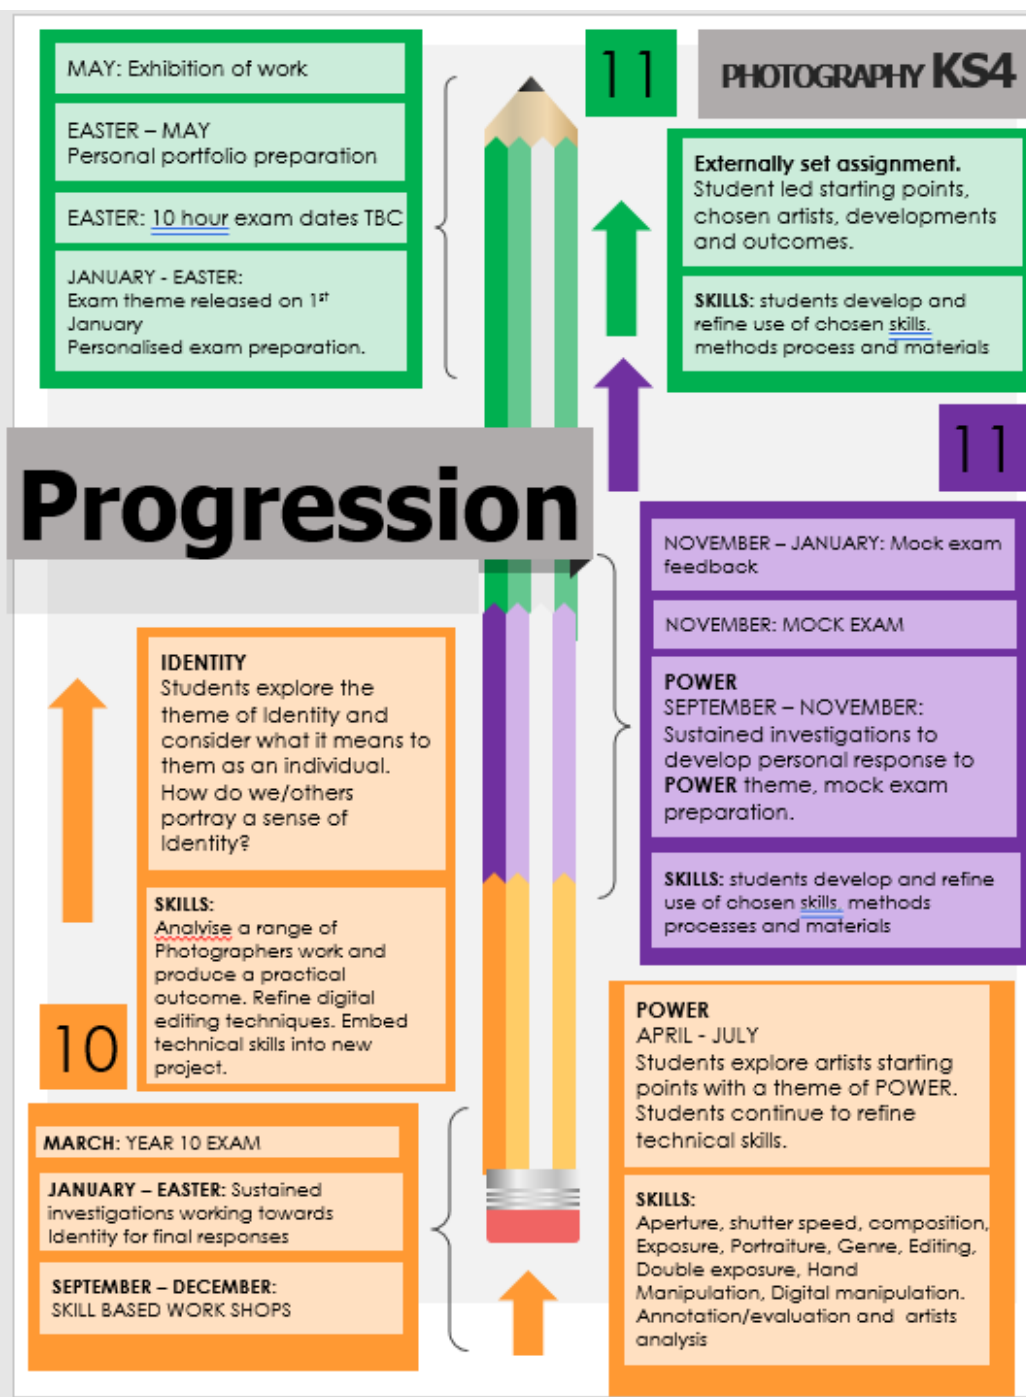 MAY: Exhibition of work
EASTER – MAY
Personal portfolio preparation
EASTER: 10 hour exam dates TBC
JANUARY - EASTER:
Exam theme released on 1st
January
Personalised exam preparation.
11
PHOTOGRAPHY KS4
Externally set assignment.
Student led starting points,
chosen artists, developments
and outcomes.
SKILLS: students develop and
refine use of chosen skills.
methods process and materials
Progression
11
NOVEMBER – JANUARY: Mock exam
feedback
NOVEMBER: MOCK EXAM
POWER
SEPTEMBER – NOVEMBER:
Sustained investigations to
develop personal response to
POWER theme, mock exam
preparation.
SKILLS: students develop and refine
use of chosen skills. methods
processes and materials
IDENTITY
Students explore the
theme of Identity and
consider what it means to
them as an individual.
How do we/others
portray a sense of
Identity?
SKILLS:
Analvise a range of
Photographers work and
produce a practical
outcome. Refine digital
editing techniques. Embed
technical skills into new
project.
10
MARCH: YEAR 10 EXAM
JANUARY – EASTER: Sustained
investigations working towards
Identity for final responses
SEPTEMBER – DECEMBER:
SKILL BASED WORK SHOPS
POWER
APRIL - JULY
Students explore artists starting
points with a theme of POWER.
Students continue to refine
technical skills.
SKILLS:
Aperture, shutter speed, composition,
Exposure, Portraiture, Genre, Editing,
Double exposure, Hand
Manipulation, Digital manipulation.
Annotation/evaluation and artists
analysis